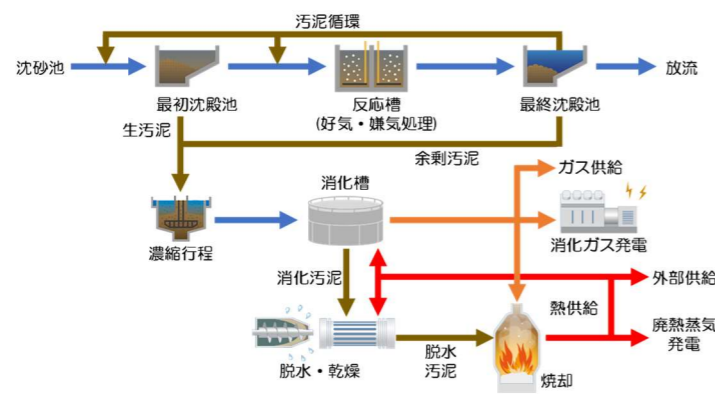 汚泥循環
沈砂池
放流
最初沈殿池
反応槽
(好気・嫌気処理)
最終沈殿池
生汚泥
余剰汚泥
ガス供給
消化槽
濃縮行程
消化ガス発電
消化汚泥
外部供給
熱供給
廃熱蒸気
発電
脱水・乾燥
脱水
汚泥
焼却